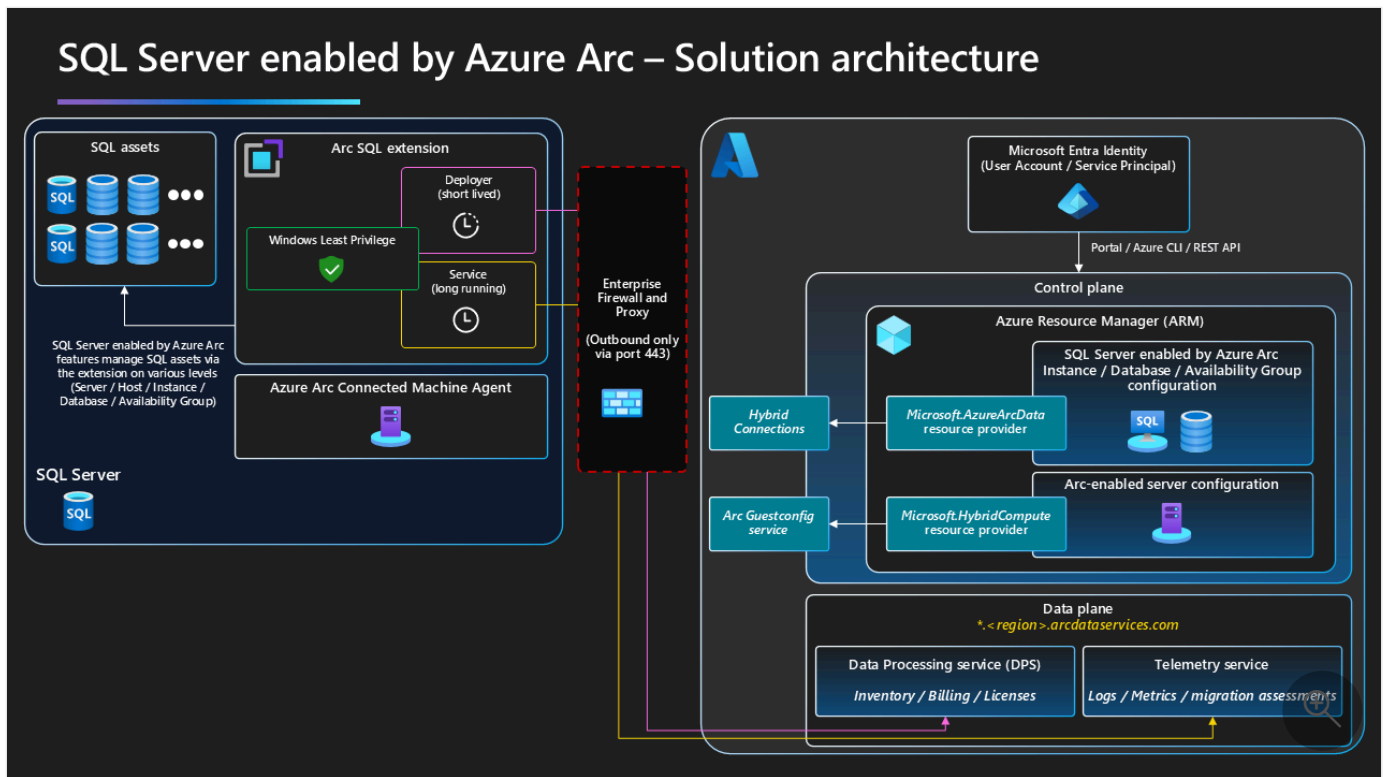 SQL Server enabled by Azure Arc – Solution architecture
SQL assets
SQL
SQL
Arc SQL extension
Deployer
(short lived)
Windows Least Privilege
Service
(long running)
SQL Server enabled by Azure Arc
features manage SQL assets via
the extension on various levels
(Server / Host / Instance /
Database / Availability Group)
Azure Arc Connected Machine Agent
SQL Server
SQL
Enterprise
Firewall and
Proxy
(Outbound only
via port 443)
Microsoft Entra Identity
(User Account / Service Principal)
Portal / Azure CLI / REST API
Control plane
Azure Resource Manager (ARM)
SQL Server enabled by Azure Arc
Instance / Database / Availability Group
configuration
SQL
Hybrid
Connections
Microsoft.AzureArcData
resource provider
Arc-enabled server configuration
Arc Guestconfig
service
Microsoft.HybridCompute
resource provider
Data plane
*.<region>.arcdataservices.com
Data Processing service (DPS)
Inventory / Billing / Licenses
Telemetry service
Logs / Metrics / migration assessments